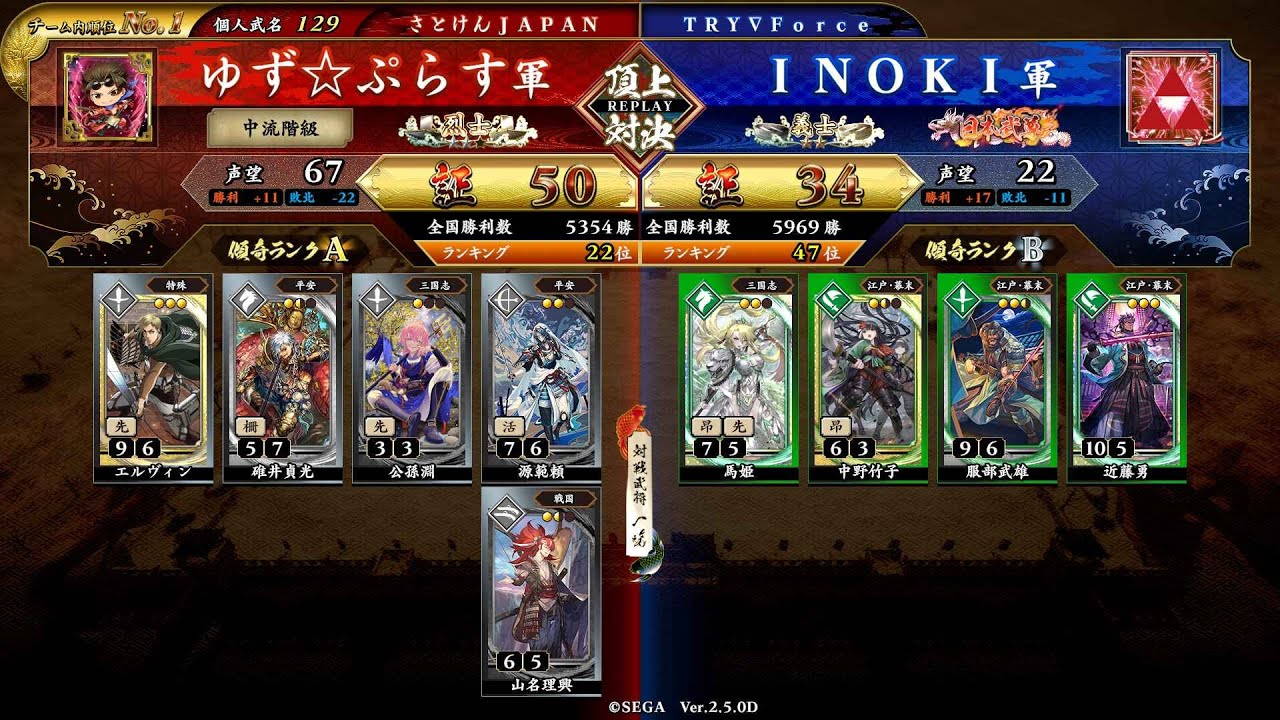 チーム内順位 No.1
個人武名 129
さとけんJAPAN
TRY∇Force
ゆず☆ぷらす軍
頂上
REPLAY
対決
INOKI軍
中流階級
烈士
義士
日本武尊
声望 67
勝利 +11 敗北 -22
証 50
証 34
声望 22
勝利 +17 敗北 -11
全国勝利数 5354勝
全国勝利数 5969勝
傾奇ランクA
ランキング 22位
ランキング 47位
傾奇ランクB
特殊
平安
三国志
平安
三国志
江戸・幕末
江戸・幕末
江戸・幕末
先
柵
先
活
昂 先
昂
9 6
5 7
3 3
7 6
7 5
6 3
9 6
10 5
エルヴィン
碓井貞光
公孫淵
源範頼
馬姫
中野竹子
服部武雄
近藤勇
対戦武将一覧
戦国
6 5
山名理興
©SEGA Ver.2.5.0D